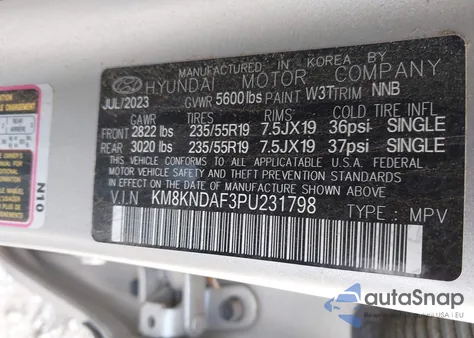 MANUFACTURED IN KOREA BY
HYUNDAI MOTOR COMPANY
JUL/2023 GVWR 5600lbs PAINT W3T TRIM NNB
GAWR TIRES RIMS COLD TIRE INFL
FRONT 2822 lbs 235/55R19 7.5JX19 36psi SINGLE
REAR 3020 lbs 235/55R19 7.5JX19 37psi SINGLE
THIS VEHICLE CONFORMS TO ALL APPLICABLE U.S.A. FEDERAL
MOTOR VEHICLE SAFETY AND THEFT PREVENTION STANDARDS
IN EFFECT ON THE DATE OF MANUFACTURE SHOWN ABOVE.
V.I.N KM8KNDAF3PU231798 TYPE : MPV
N10
autoSnap